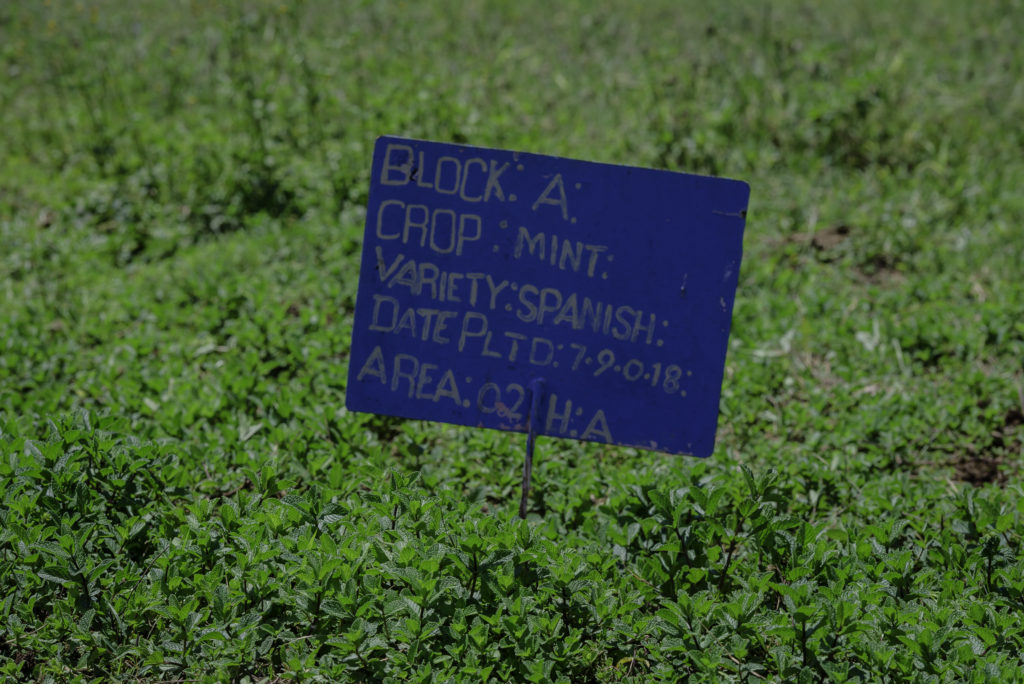 BLOCK: A:
CROP : MINT:
VARIETY: SPANISH:
DATE PLTD: 7.9.0.18:
AREA: 02 H:A